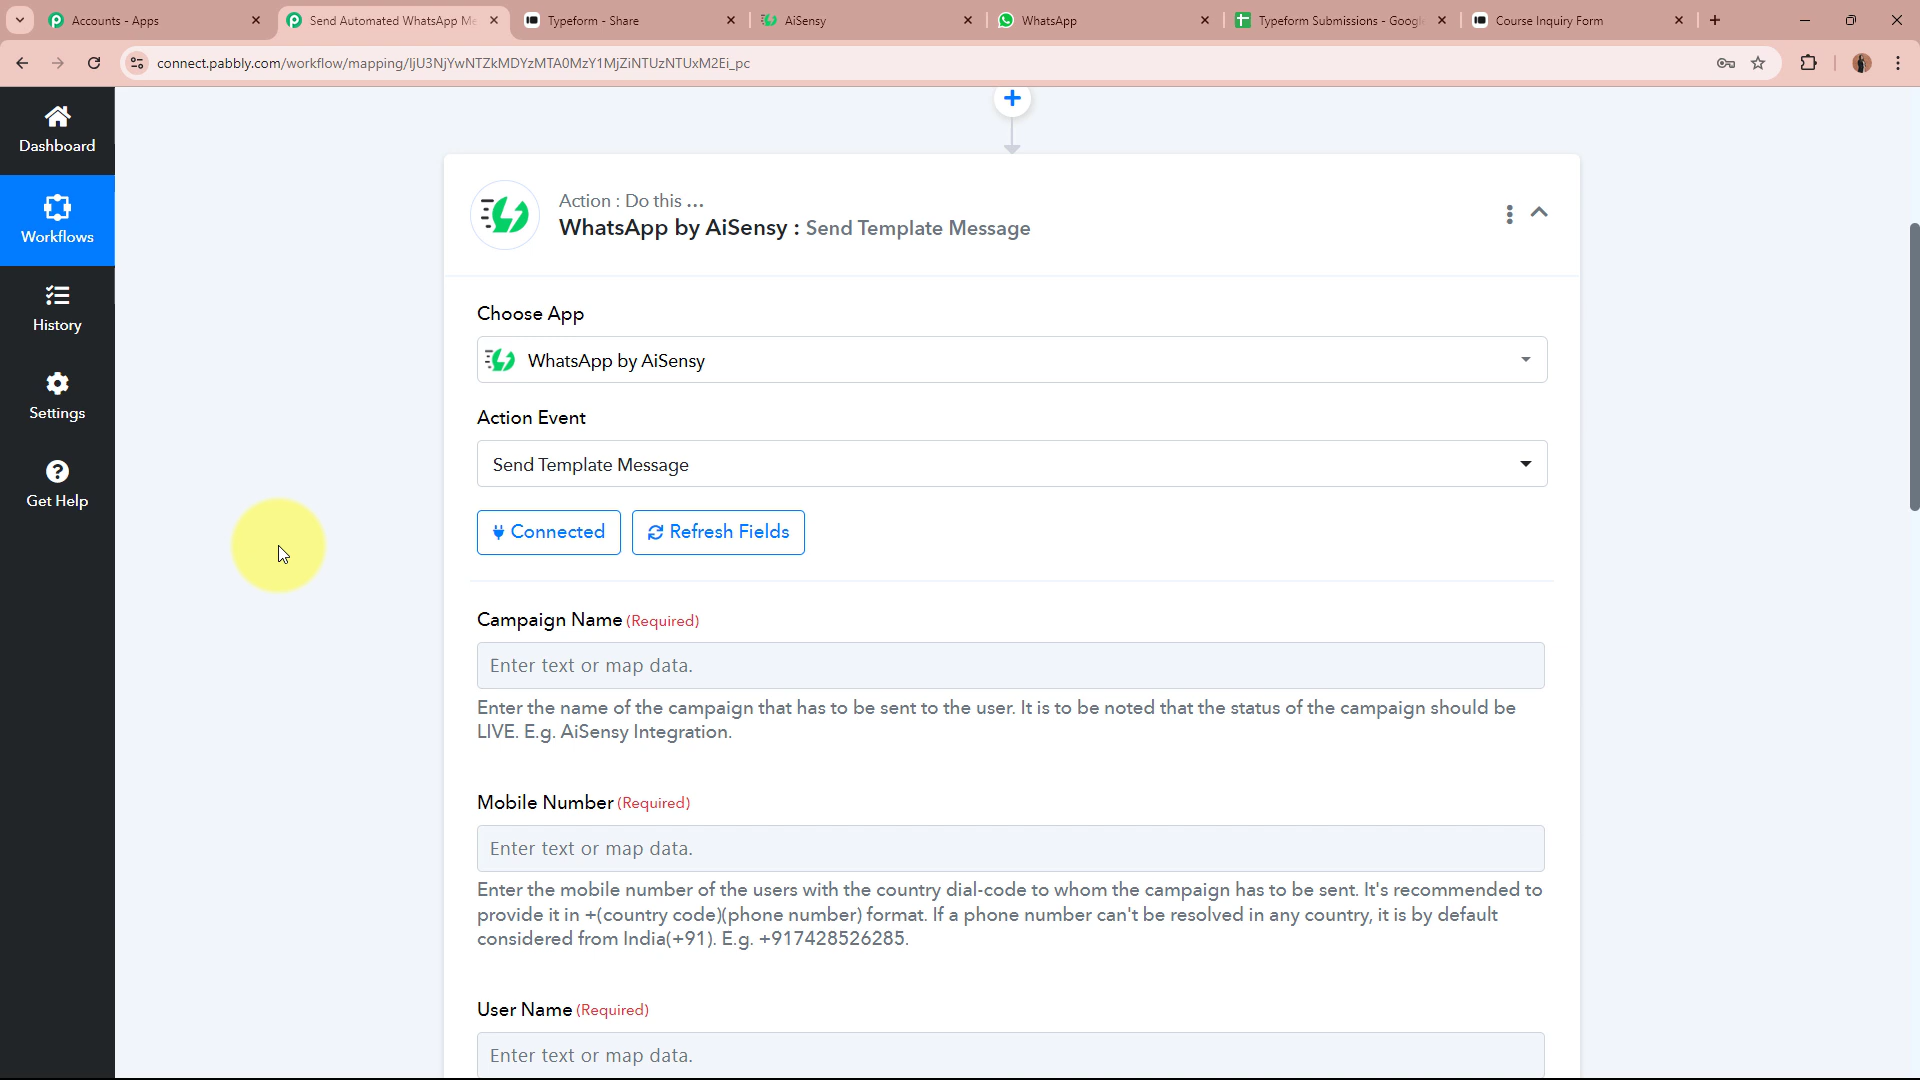 Accounts - Apps
Send Automated WhatsApp Me
Typeform - Share
AiSensy
WhatsApp
Typeform Submissions - Googl
Course Inquiry Form
connect.pabbly.com/workflow/mapping/IjU3NjYwNTZkMDYzMTA0MzY1MjZiNTUzNTUxM2Ei_pc
Dashboard
Workflows
History
Settings
Get Help
Action : Do this ...
WhatsApp by AiSensy : Send Template Message
Choose App
WhatsApp by AiSensy
Action Event
Send Template Message
Connected
Refresh Fields
Campaign Name (Required)
Enter text or map data.
Enter the name of the campaign that has to be sent to the user. It is to be noted that the status of the campaign should be
LIVE. E.g. AiSensy Integration.
Mobile Number (Required)
Enter text or map data.
Enter the mobile number of the users with the country dial-code to whom the campaign has to be sent. It's recommended to
provide it in +(country code)(phone number) format. If a phone number can't be resolved in any country, it is by default
considered from India(+91). E.g. +917428526285.
User Name (Required)
Enter text or map data.